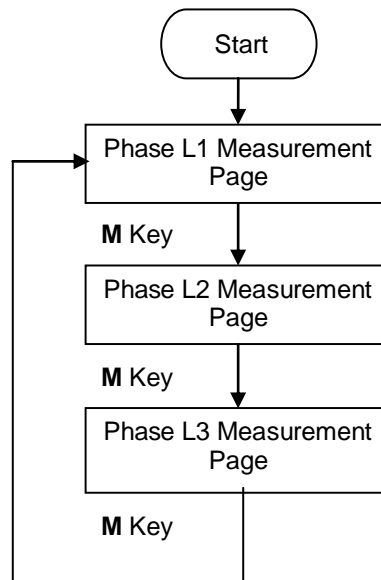 Start
Phase L1 Measurement
Page
M Key
Phase L2 Measurement
Page
M Key
Phase L3 Measurement
Page
M Key